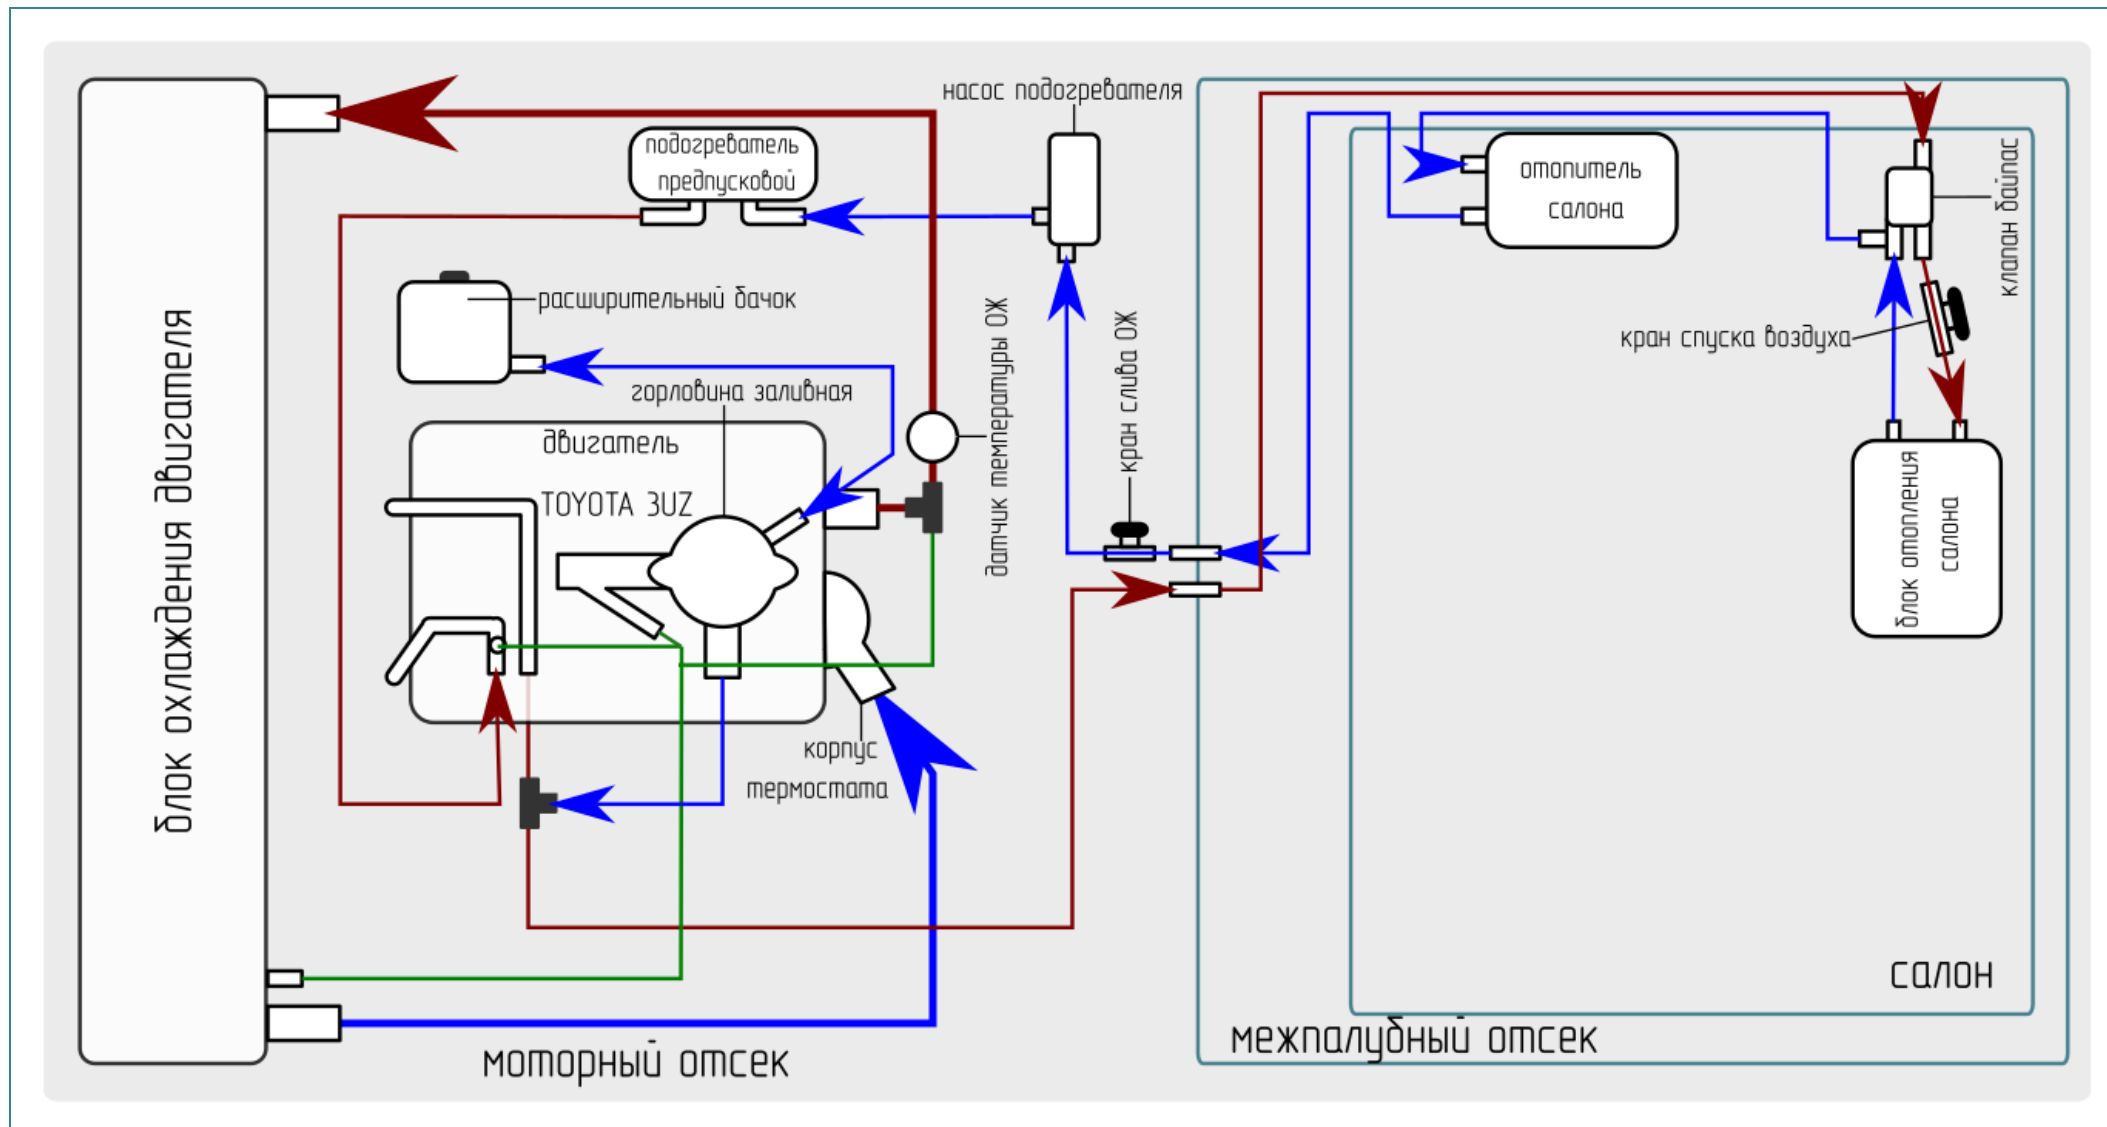 блок охлаждения двигателя
насос подогревателя
подогреватель
предпусковой
расширительный бачок
горловина заливная
двигатель
TOYOTA 3UZ
датчик температуры ОЖ
кран слива ОЖ
корпус
термостата
моторный отсек
отопитель
салона
клапан байпас
кран спуска воздуха
блок отопления
салона
салон
межпалубный отсек